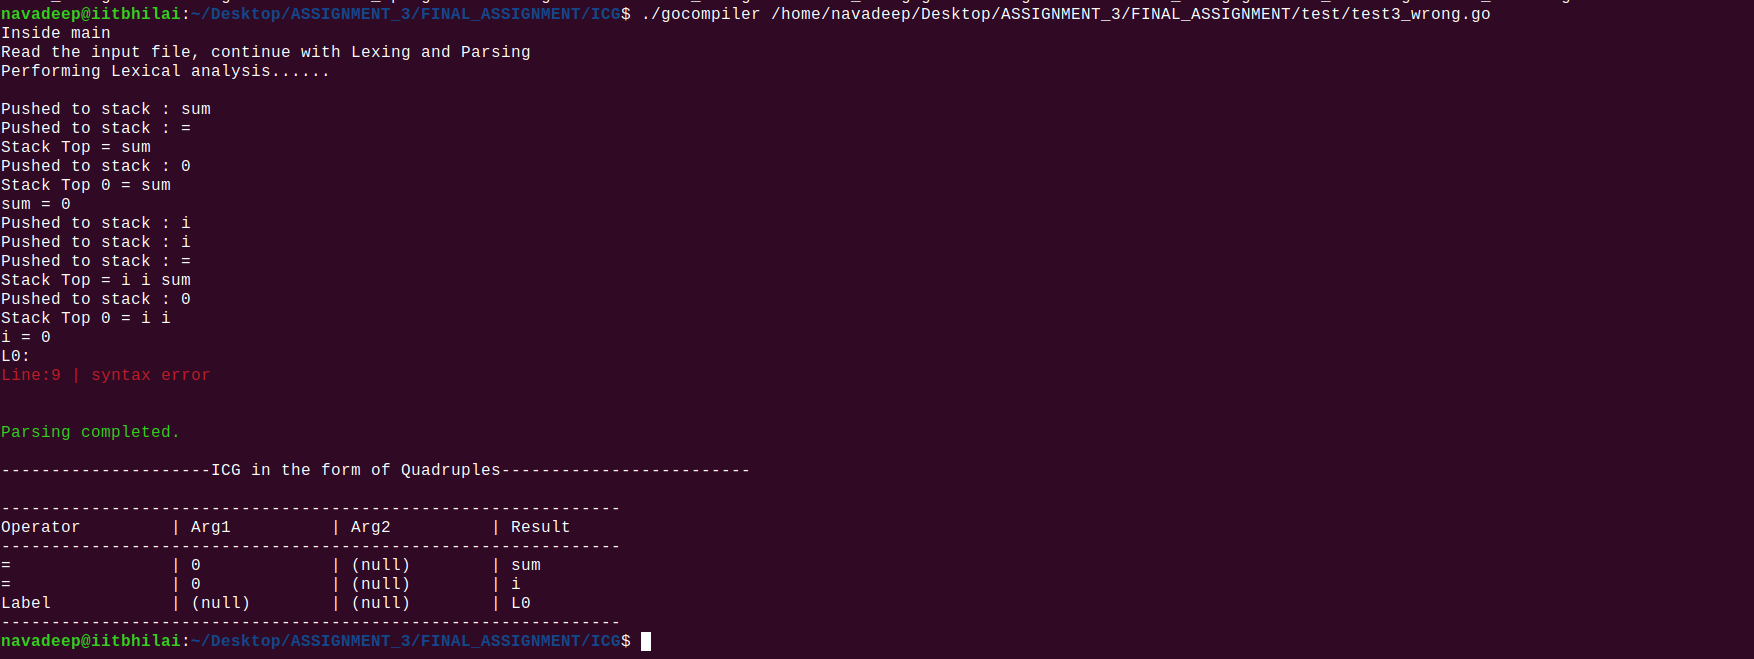 navadeep@iitbhilai:~/Desktop/ASSIGNMENT_3/FINAL_ASSIGNMENT/ICG$ ./gocompiler /home/navadeep/Desktop/ASSIGNMENT_3/FINAL_ASSIGNMENT/test/test3_wrong.go
Inside main
Read the input file, continue with Lexing and Parsing
Performing Lexical analysis......
Pushed to stack : sum
Pushed to stack : =
Stack Top = sum
Pushed to stack : 0
Stack Top 0 = sum
sum = 0
Pushed to stack : i
Pushed to stack : i
Pushed to stack : =
Stack Top = i i sum
Pushed to stack : 0
Stack Top 0 = i i
i = 0
L0:
Line:9 | syntax error
Parsing completed.
---------------------ICG in the form of Quadruples-------------------------
--------------------------------------------------------------
Operator         | Arg1          | Arg2          | Result
--------------------------------------------------------------
=                | 0             | (null)        | sum
=                | 0             | (null)        | i
Label            | (null)        | (null)        | L0
--------------------------------------------------------------
navadeep@iitbhilai:~/Desktop/ASSIGNMENT_3/FINAL_ASSIGNMENT/ICG$